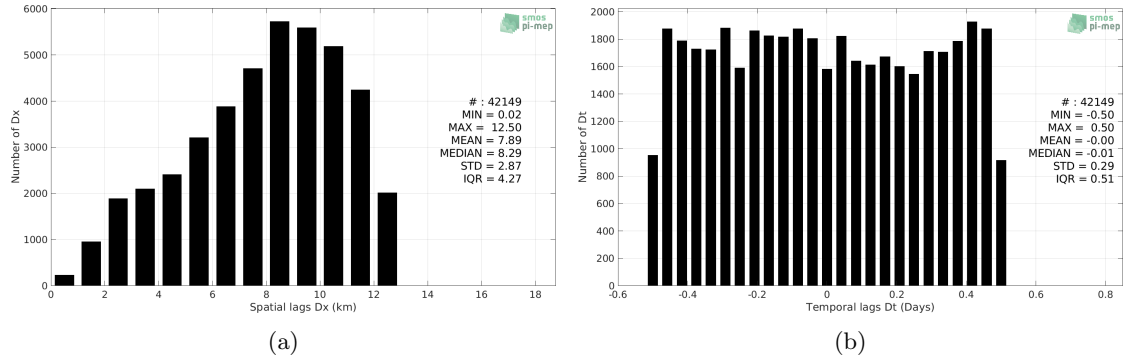 6000
5000
4000
3000
2000
1000
0
Number of Dx
0 2 4 6 8 10 12 14 16 18
Spatial lags Dx (km)
smos
pi-mep
# : 42149
MIN = 0.02
MAX = 12.50
MEAN = 7.89
MEDIAN = 8.29
STD = 2.87
IQR = 4.27
(a)
2000
1800
1600
1400
1200
1000
800
600
400
200
0
Number of Dt
-0.6 -0.4 -0.2 0 0.2 0.4 0.6 0.8
Temporal lags Dt (Days)
smos
pi-mep
# : 42149
MIN = -0.50
MAX = 0.50
MEAN = -0.00
MEDIAN = -0.01
STD = 0.29
IQR = 0.51
(b)